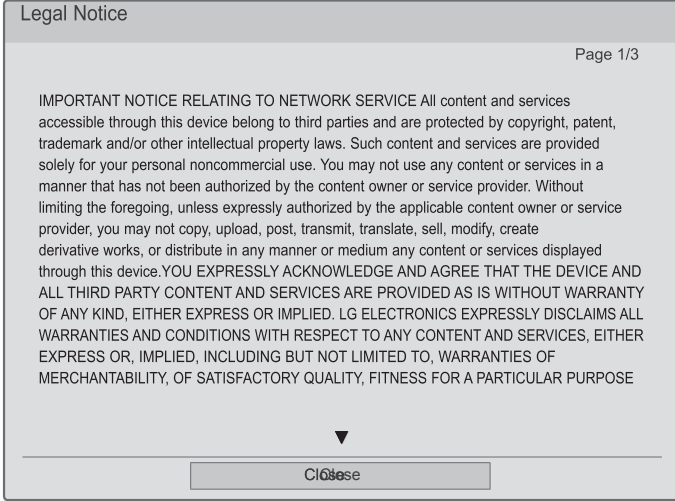 Legal Notice
Page 1/3
IMPORTANT NOTICE RELATING TO NETWORK SERVICE All content and services
accessible through this device belong to third parties and are protected by copyright, patent,
trademark and/or other intellectual property laws. Such content and services are provided
solely for your personal noncommercial use. You may not use any content or services in a
manner that has not been authorized by the content owner or service provider. Without
limiting the foregoing, unless expressly authorized by the applicable content owner or service
provider, you may not copy, upload, post, transmit, translate, sell, modify, create
derivative works, or distribute in any manner or medium any content or services displayed
through this device.YOU EXPRESSLY ACKNOWLEDGE AND AGREE THAT THE DEVICE AND
ALL THIRD PARTY CONTENT AND SERVICES ARE PROVIDED AS IS WITHOUT WARRANTY
OF ANY KIND, EITHER EXPRESS OR IMPLIED. LG ELECTRONICS EXPRESSLY DISCLAIMS ALL
WARRANTIES AND CONDITIONS WITH RESPECT TO ANY CONTENT AND SERVICES, EITHER
EXPRESS OR, IMPLIED, INCLUDING BUT NOT LIMITED TO, WARRANTIES OF
MERCHANTABILITY, OF SATISFACTORY QUALITY, FITNESS FOR A PARTICULAR PURPOSE
Close